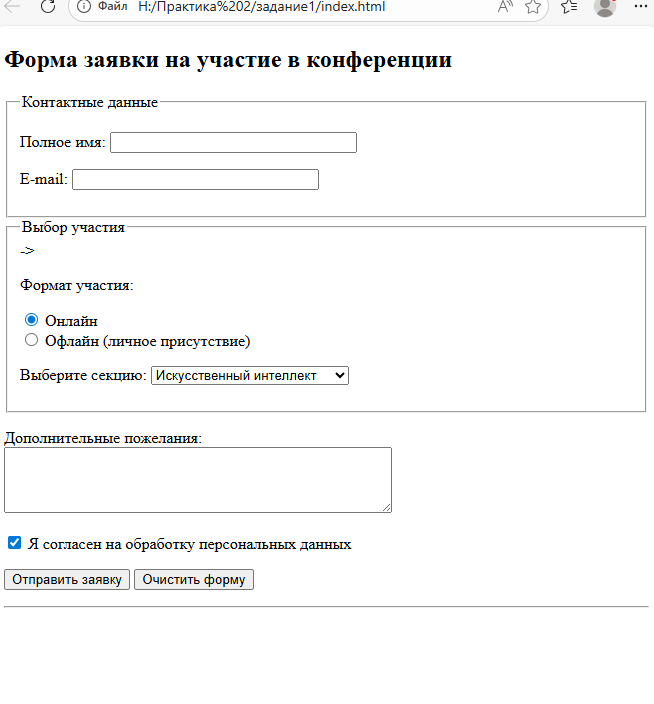 Файл H:/Практика%202/задание1/index.html
Форма заявки на участие в конференции
Контактные данные
Полное имя:
E-mail:
Выбор участия
->
Формат участия:
Онлайн
Офлайн (личное присутствие)
Выберите секцию: Искусственный интеллект
Дополнительные пожелания:
Я согласен на обработку персональных данных
Отправить заявку Очистить форму